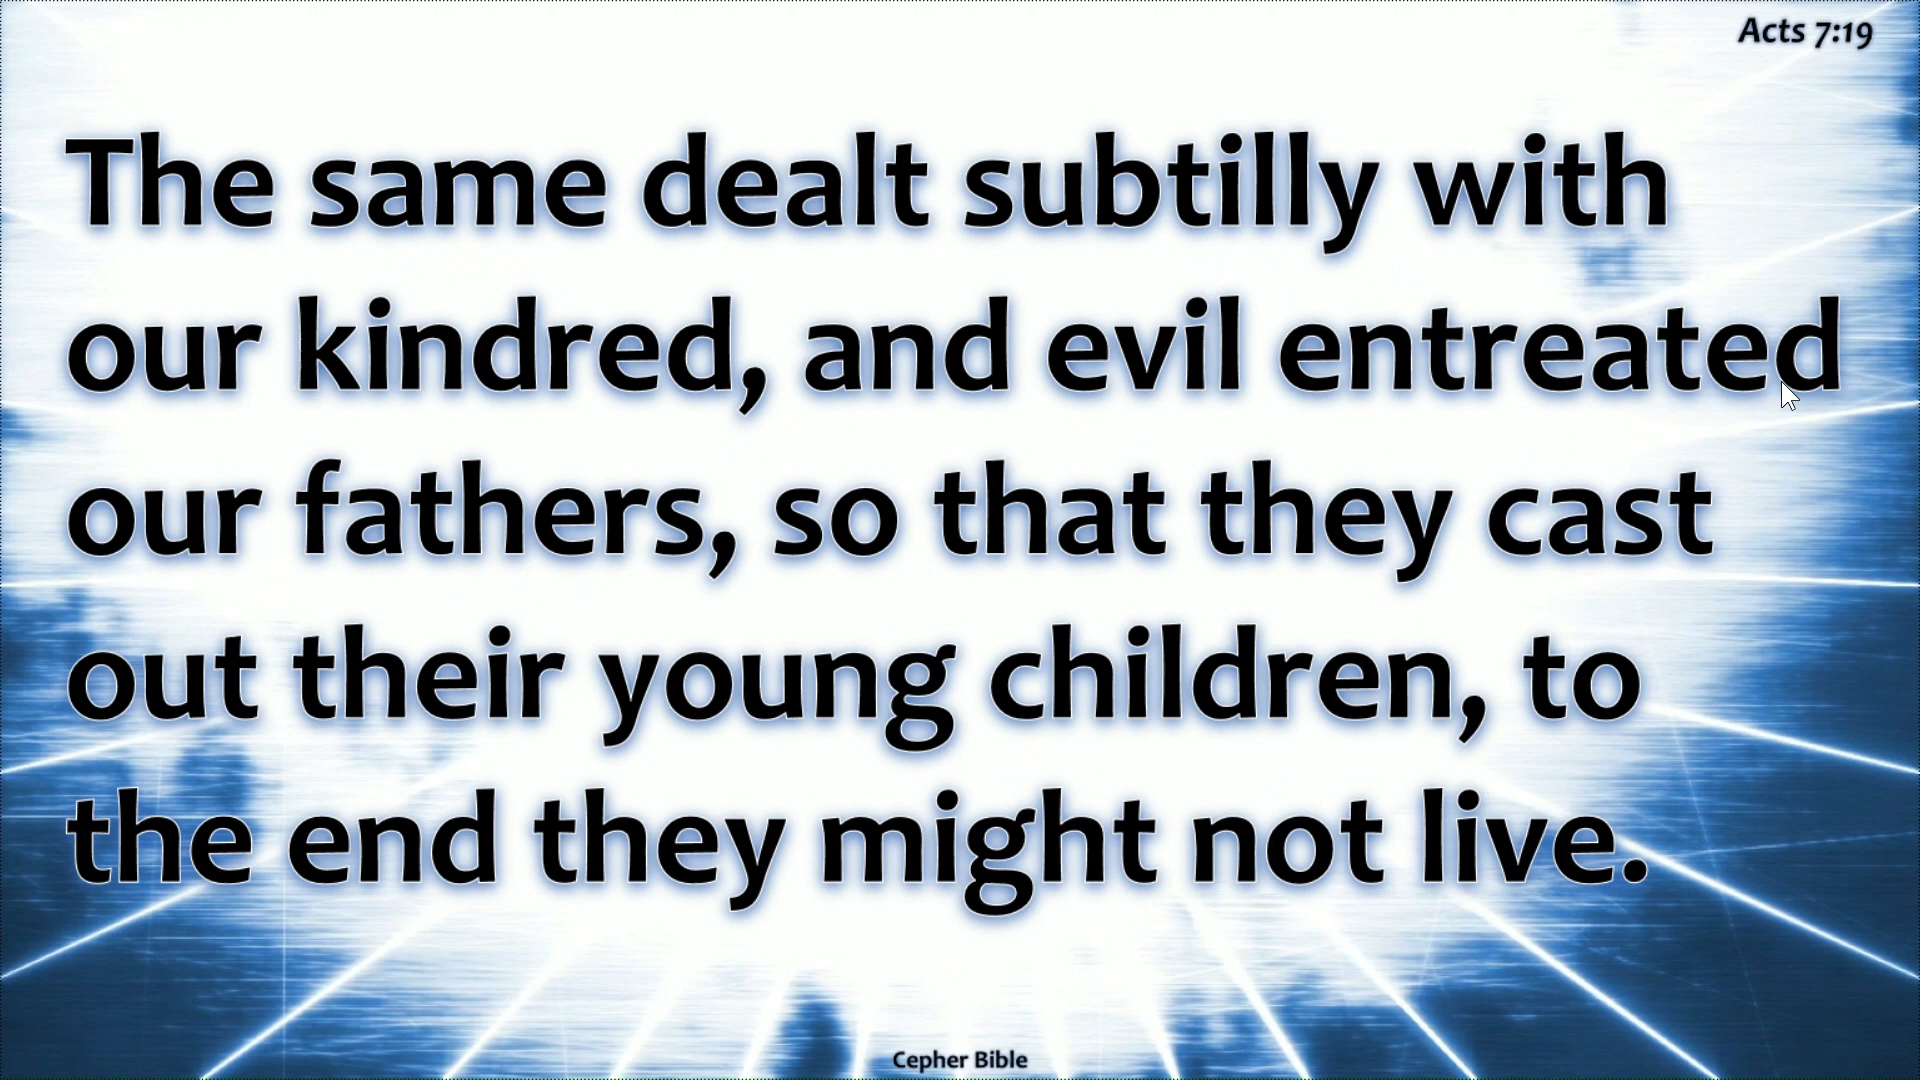 Acts 7:19
The same dealt subtilly with
our kindred, and evil entreated
our fathers, so that they cast
out their young children, to
the end they might not live.
Cepher Bible